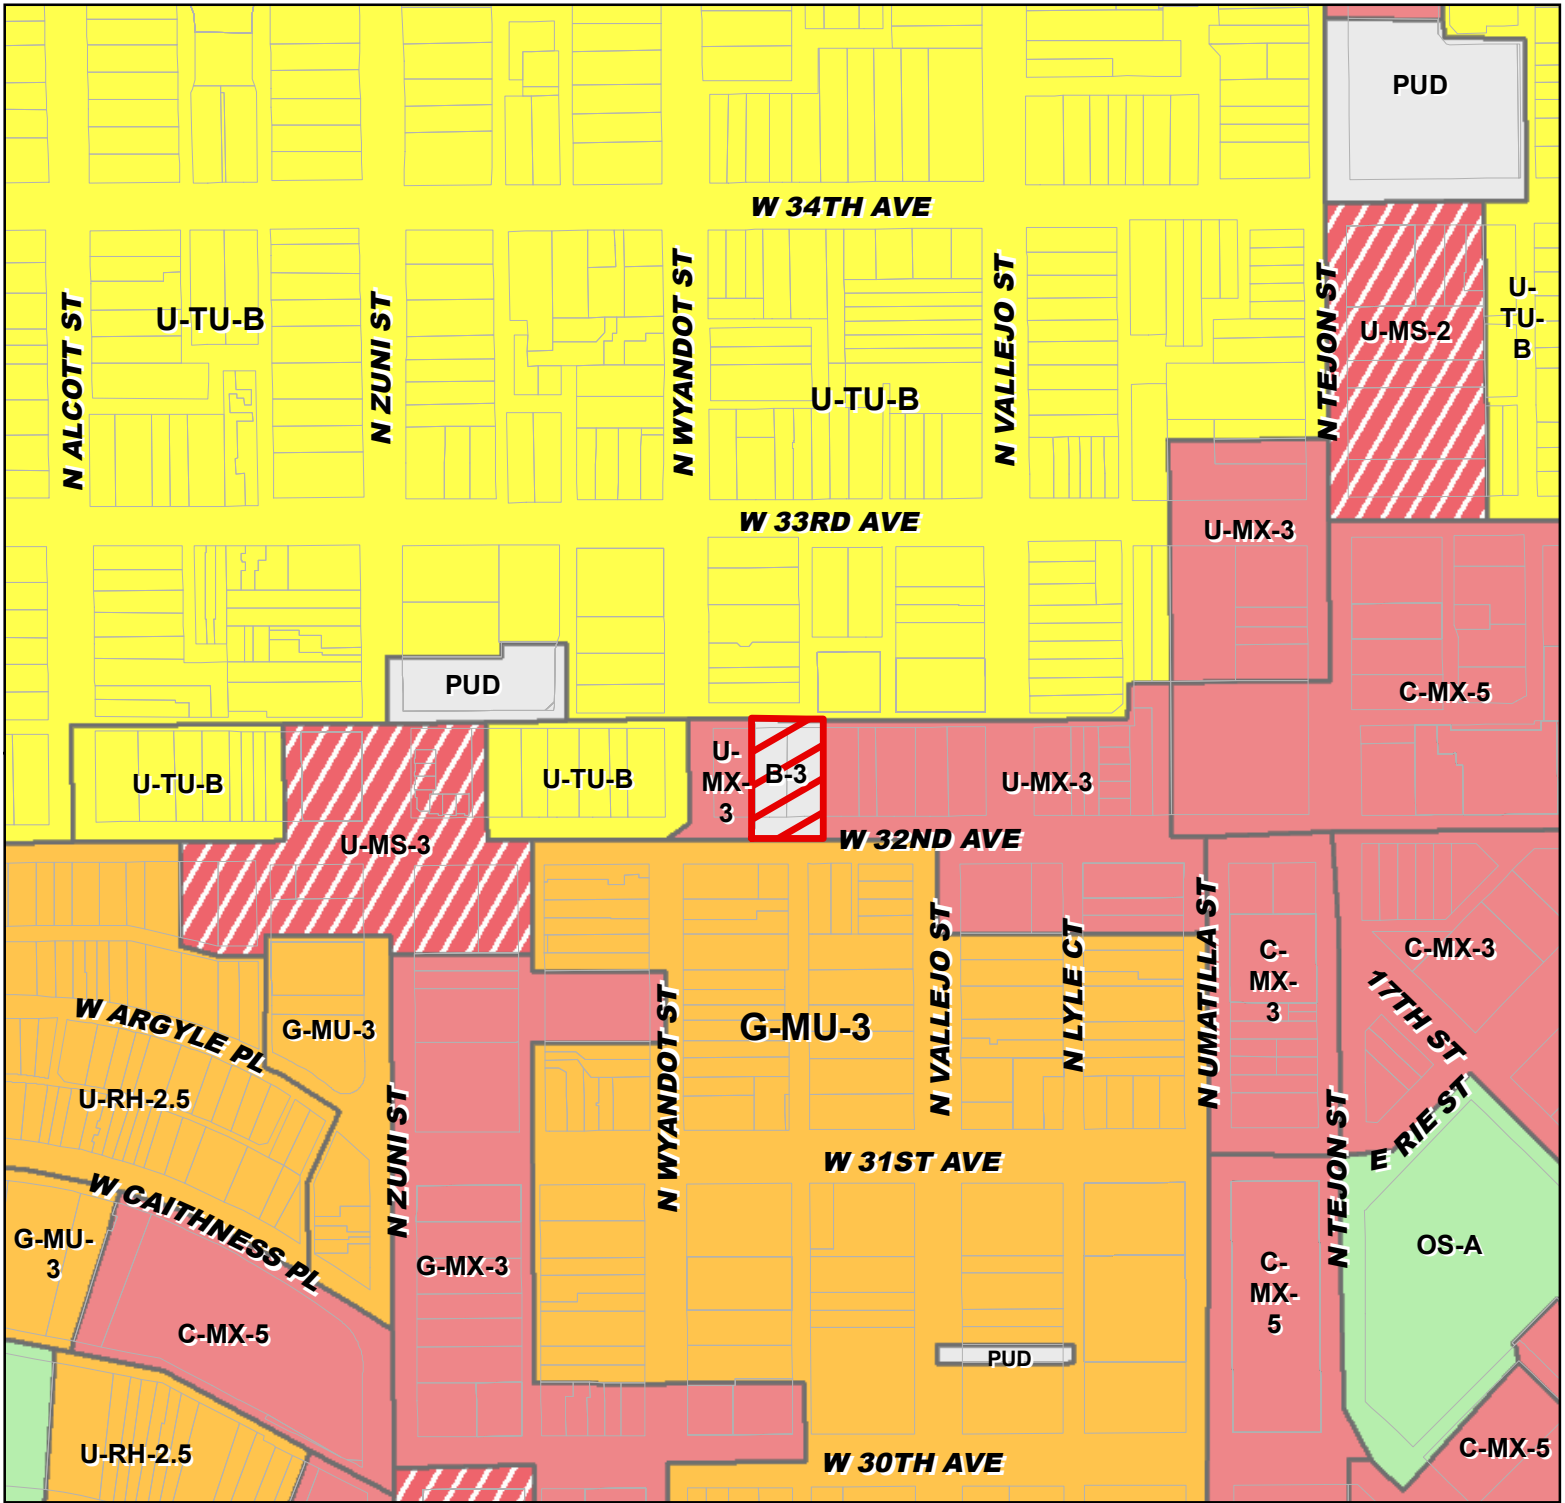 PUD
W 34TH AVE
N ALCOTT ST
U-TU-B
N ZUNI ST
N WYANDOT ST
U-TU-B
N VALLEJO ST
N TEJON ST
U-MS-2
U-
TU-
B
W 33RD AVE
U-MX-3
PUD
C-MX-5
U-TU-B
U-MS-3
U-TU-B
U-
MX-
3
B-3
U-MX-3
W 32ND AVE
W ARGYLE PL
G-MU-3
U-RH-2.5
W CAITHNESS PL
N ZUNI ST
N WYANDOT ST
G-MU-3
N VALLEJO ST
N LYLE CT
N UMATILLA ST
C-
MX-
3
C-MX-3
17TH ST
E RIE ST
W 31ST AVE
N TEJON ST
G-MU-
3
C-MX-5
G-MX-3
C-
MX-
5
OS-A
PUD
U-RH-2.5
W 30TH AVE
C-MX-5